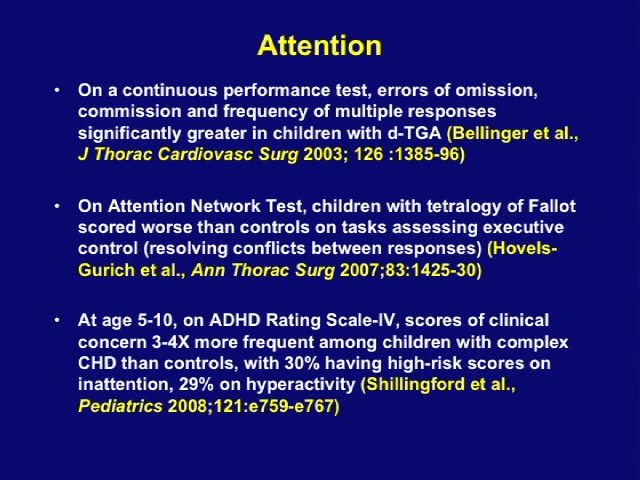 Attention
• On a continuous performance test, errors of omission,
commission and frequency of multiple responses
significantly greater in children with d-TGA (Bellinger et al.,
J Thorac Cardiovasc Surg 2003; 126 :1385-96)
• On Attention Network Test, children with tetralogy of Fallot
scored worse than controls on tasks assessing executive
control (resolving conflicts between responses) (Hovels-
Gurich et al., Ann Thorac Surg 2007;83:1425-30)
• At age 5-10, on ADHD Rating Scale-IV, scores of clinical
concern 3-4X more frequent among children with complex
CHD than controls, with 30% having high-risk scores on
inattention, 29% on hyperactivity (Shillingford et al.,
Pediatrics 2008;121:e759-e767)